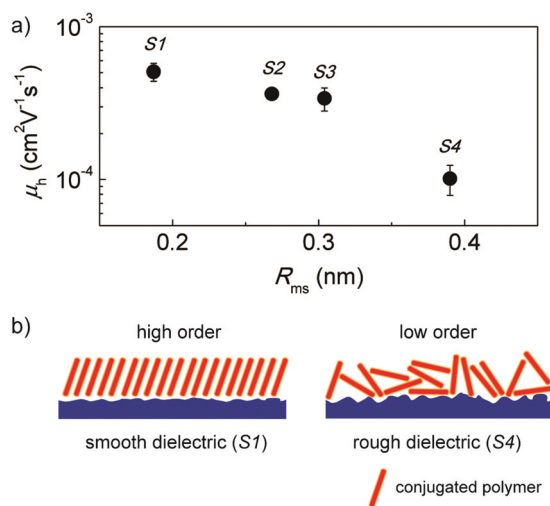 a)
10⁻³
10⁻⁴
μh (cm²V⁻¹s⁻¹)
S1
S2
S3
S4
0.2 0.3 0.4
Rms (nm)
b)
high order low order
smooth dielectric (S1) rough dielectric (S4)
conjugated polymer